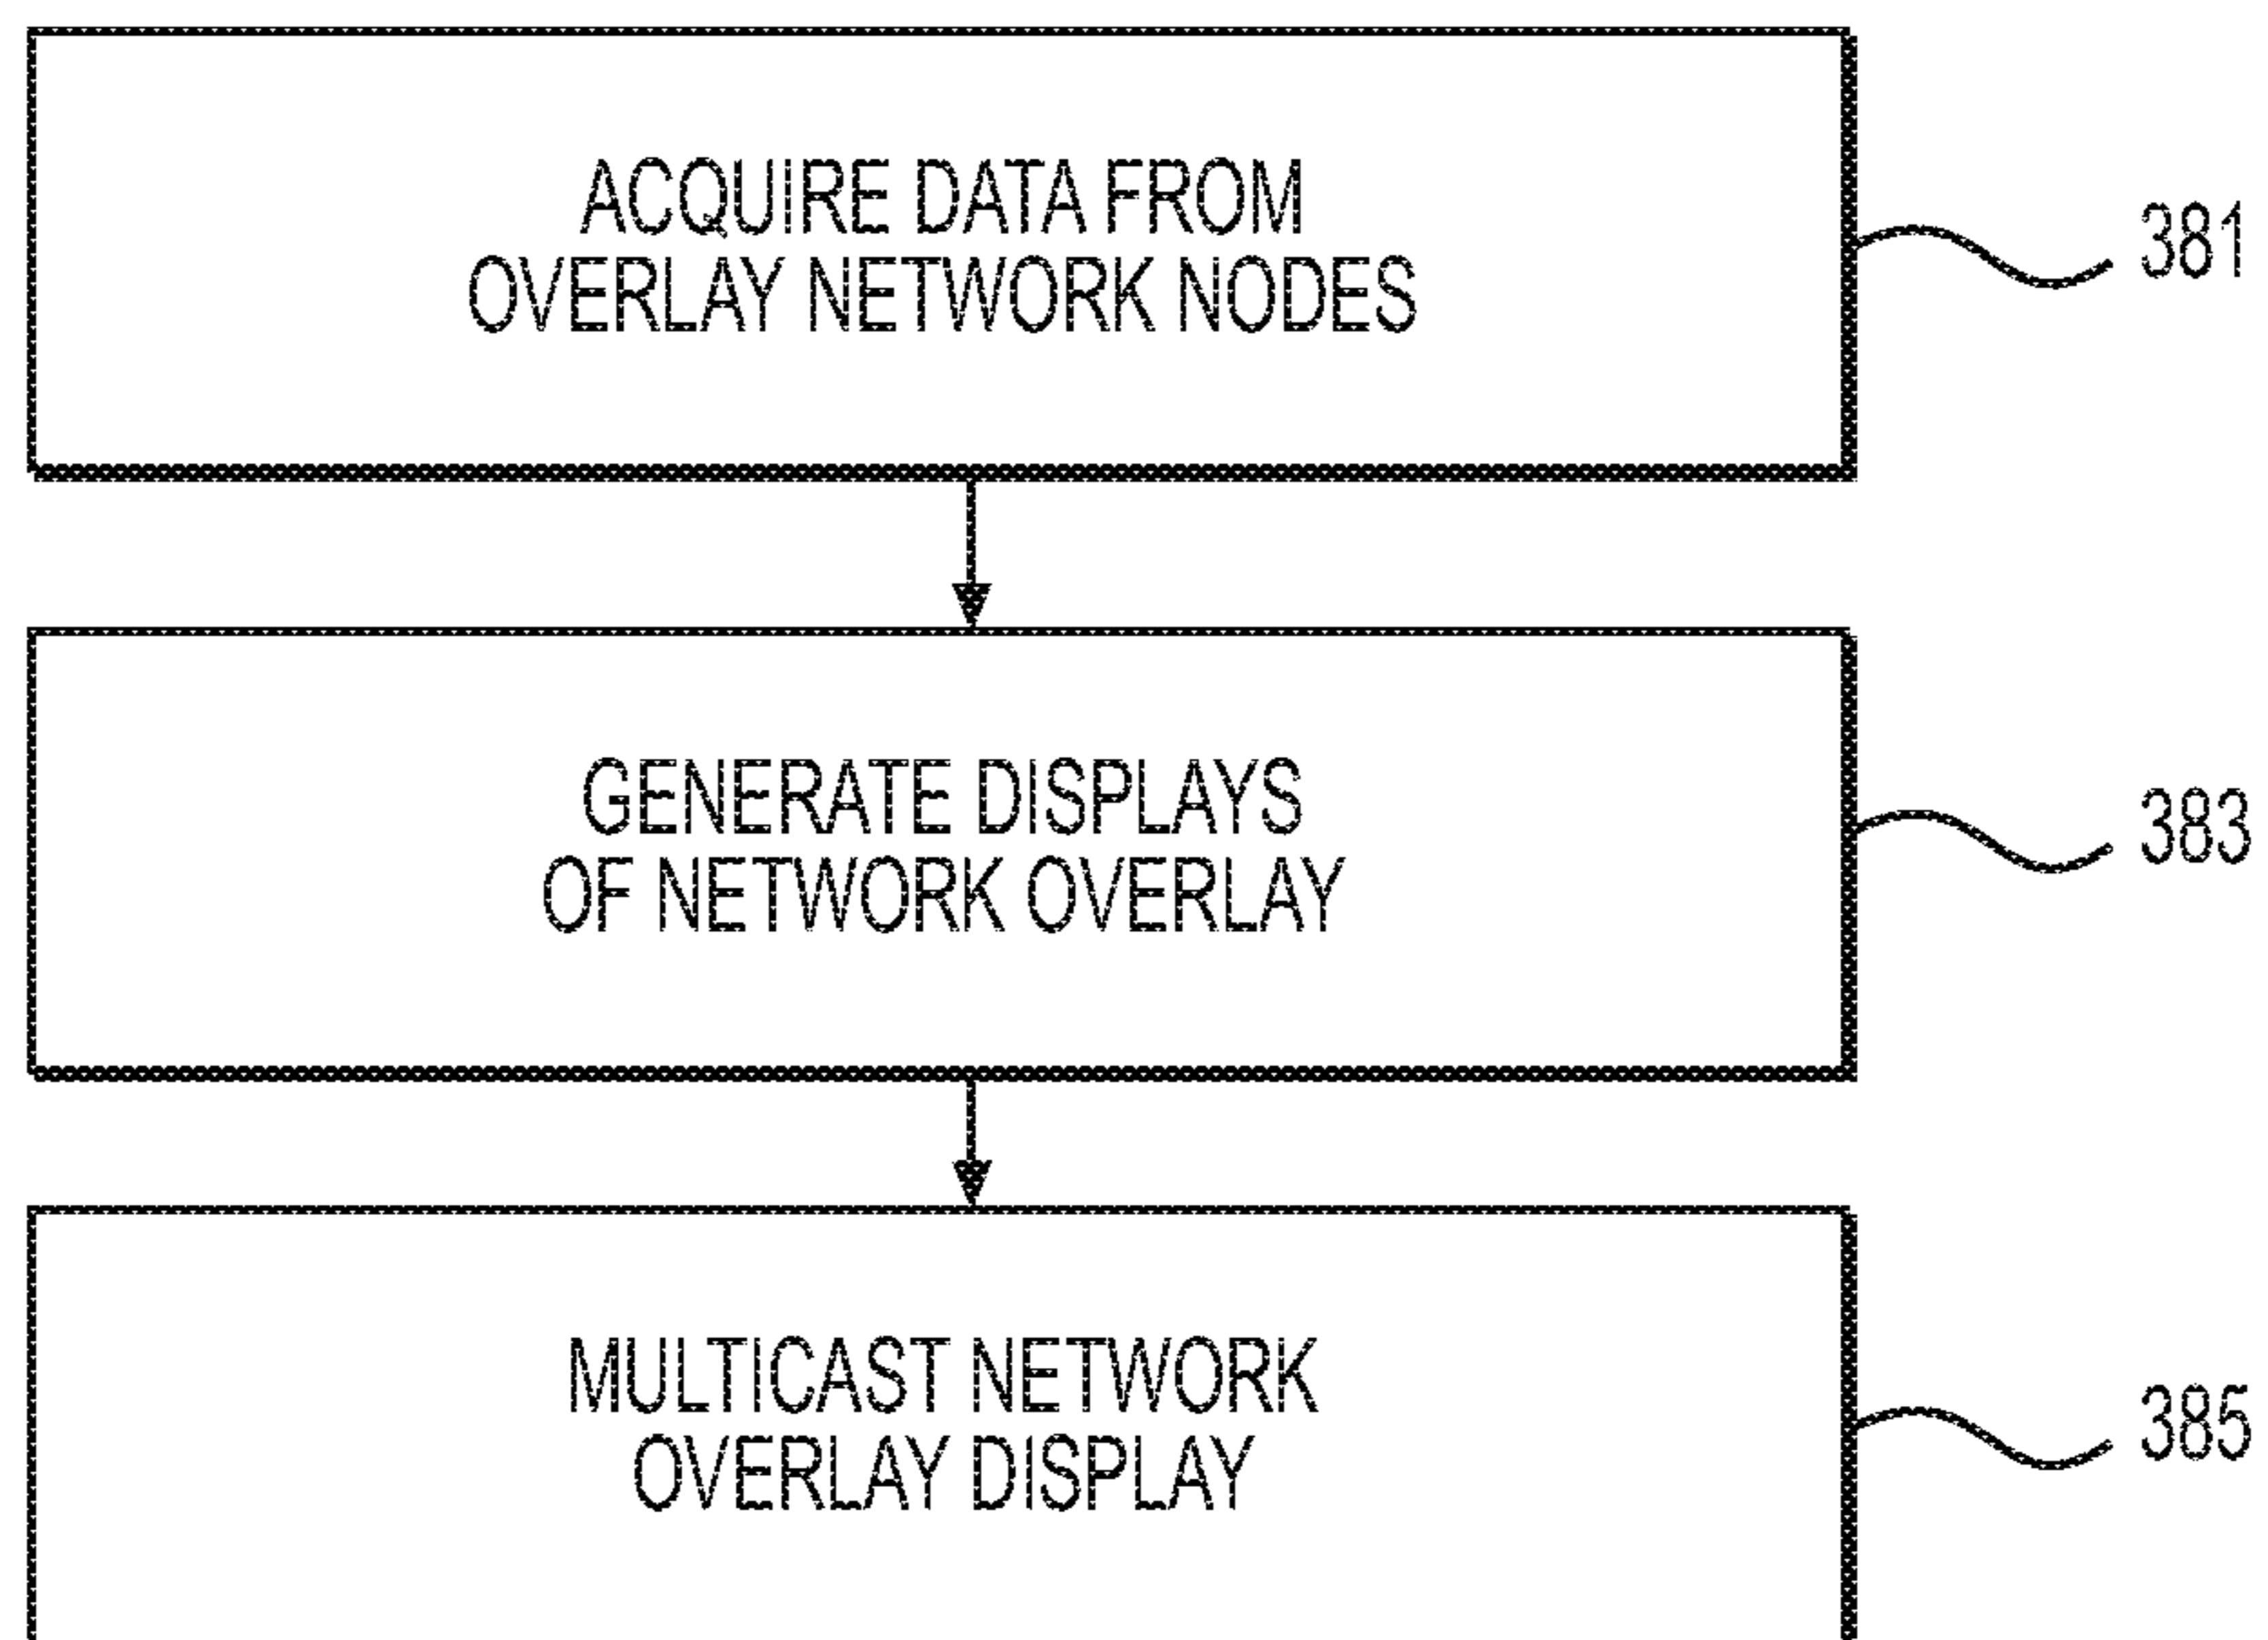 ACQUIRE DATA FROM
OVERLAY NETWORK NODES
381
GENERATE DISPLAYS
OF NETWORK OVERLAY
383
MULTICAST NETWORK
OVERLAY DISPLAY
385